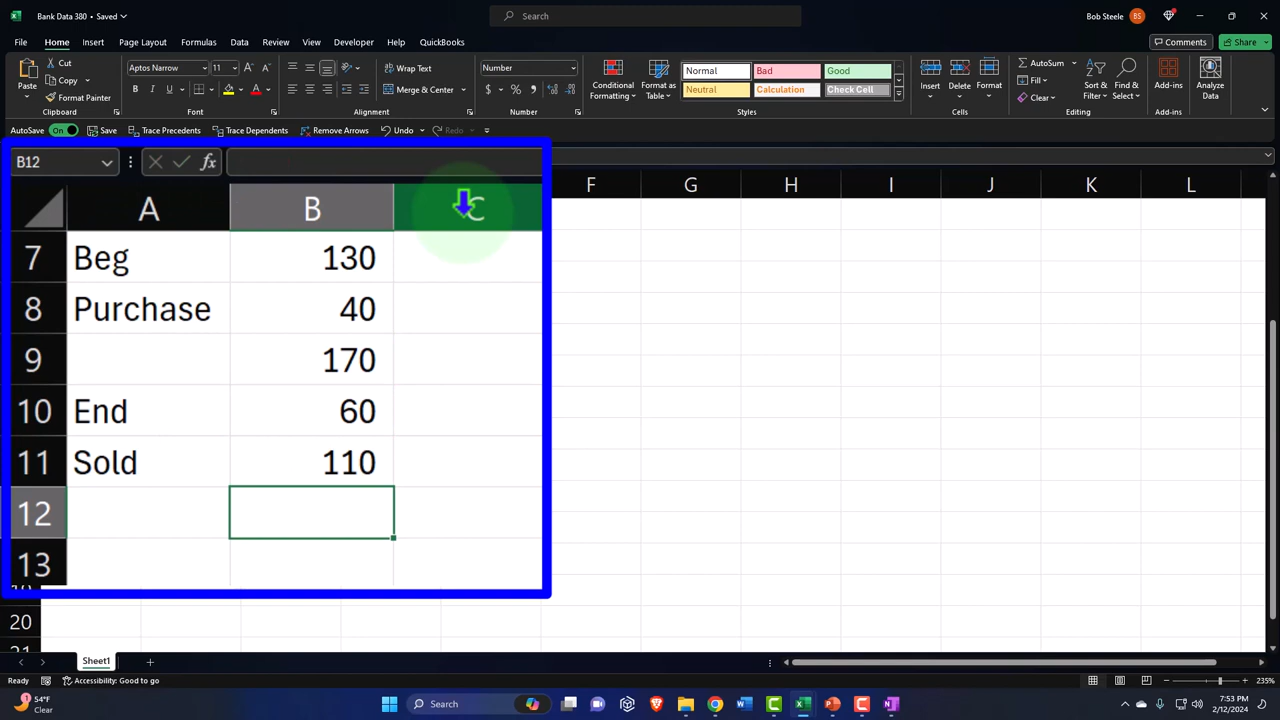 Bank Data 380 • Saved
Search
Bob Steele BS
File Home Insert Draw Page Layout Formulas Data Review View Developer Help QuickBooks
Comments Share
Paste
Cut
Copy
Format Painter
Clipboard
Aptos Narrow 11
B I U
Font
Wrap Text
Merge & Center
Alignment
Number
$ % 
Number
Conditional Formatting
Format as Table
Normal Bad Good
Neutral Calculation Check Cell
Styles
Insert Delete Format
Cells
AutoSum
Fill
Clear
Sort & Filter
Find & Select
Editing
Add-ins
Add-ins
Analyze Data
AutoSave On Save Trace Precedents Trace Dependents Remove Arrows Undo Redo
B12 fx
A B C F G H I J K L
7 Beg 130
8 Purchase 40
9 170
10 End 60
11 Sold 110
12
13
20
21
Sheet1
Ready Accessibility: Good to go 235%
1 54°F
Clear
Search
7:53 PM
2/12/2024